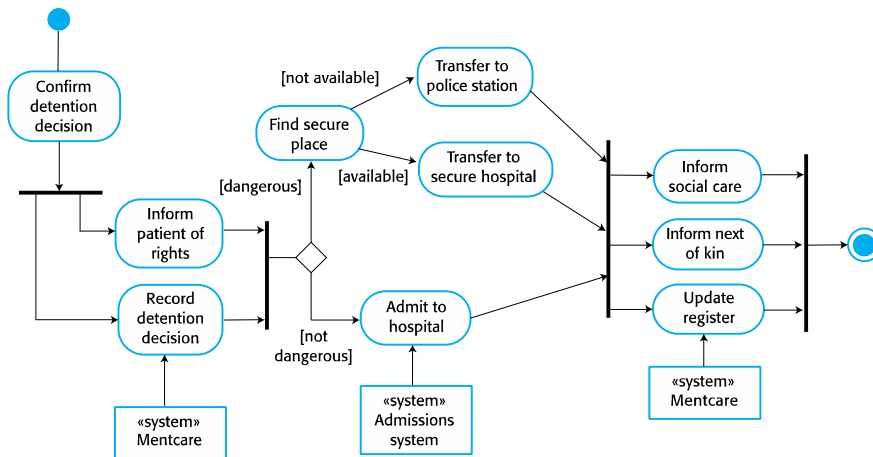 Confirm
detention
decision
Inform
patient of
rights
Record
detention
decision
«system»
Mentcare
[dangerous]
[not
dangerous]
Find secure
place
[not available]
[available]
Transfer to
police station
Transfer to
secure hospital
Admit to
hospital
«system»
Admissions
system
Inform
social care
Inform next
of kin
Update
register
«system»
Mentcare